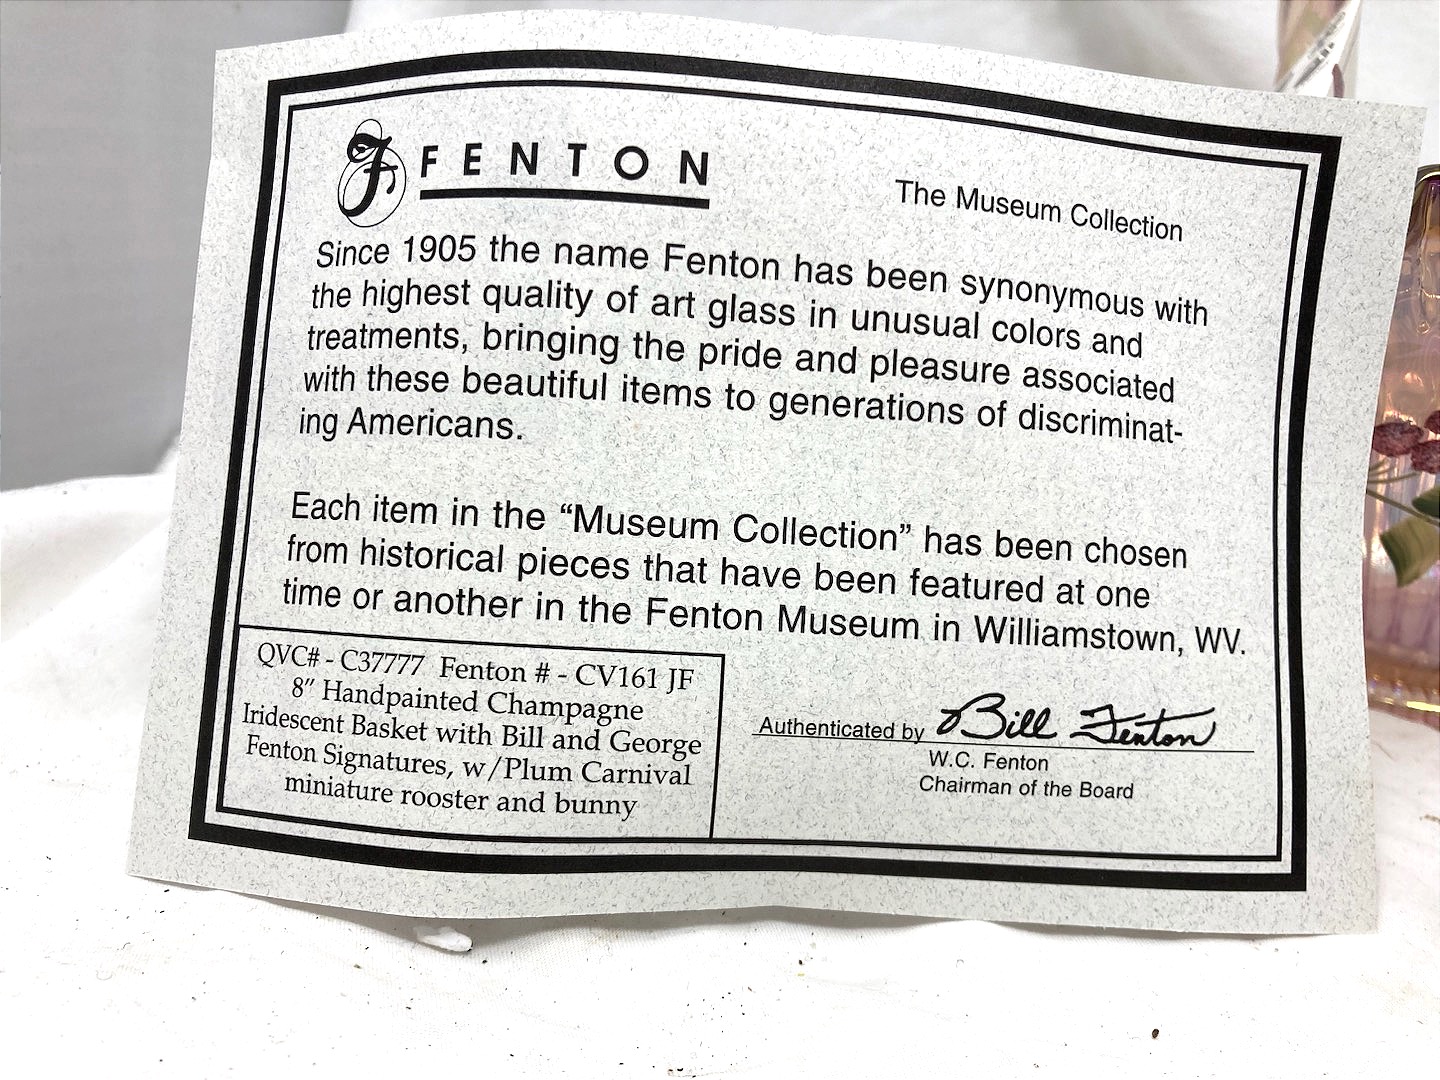 F FENTON
The Museum Collection
Since 1905 the name Fenton has been synonymous with
the highest quality of art glass in unusual colors and
treatments, bringing the pride and pleasure associated
with these beautiful items to generations of discriminat-
ing Americans.
Each item in the “Museum Collection” has been chosen
from historical pieces that have been featured at one
time or another in the Fenton Museum in Williamstown, WV.
QVC# - C37777 Fenton # - CV161 JF
8″ Handpainted Champagne
Iridescent Basket with Bill and George
Fenton Signatures, w/Plum Carnival
miniature rooster and bunny
Authenticated by Bill Fenton
W.C. Fenton
Chairman of the Board